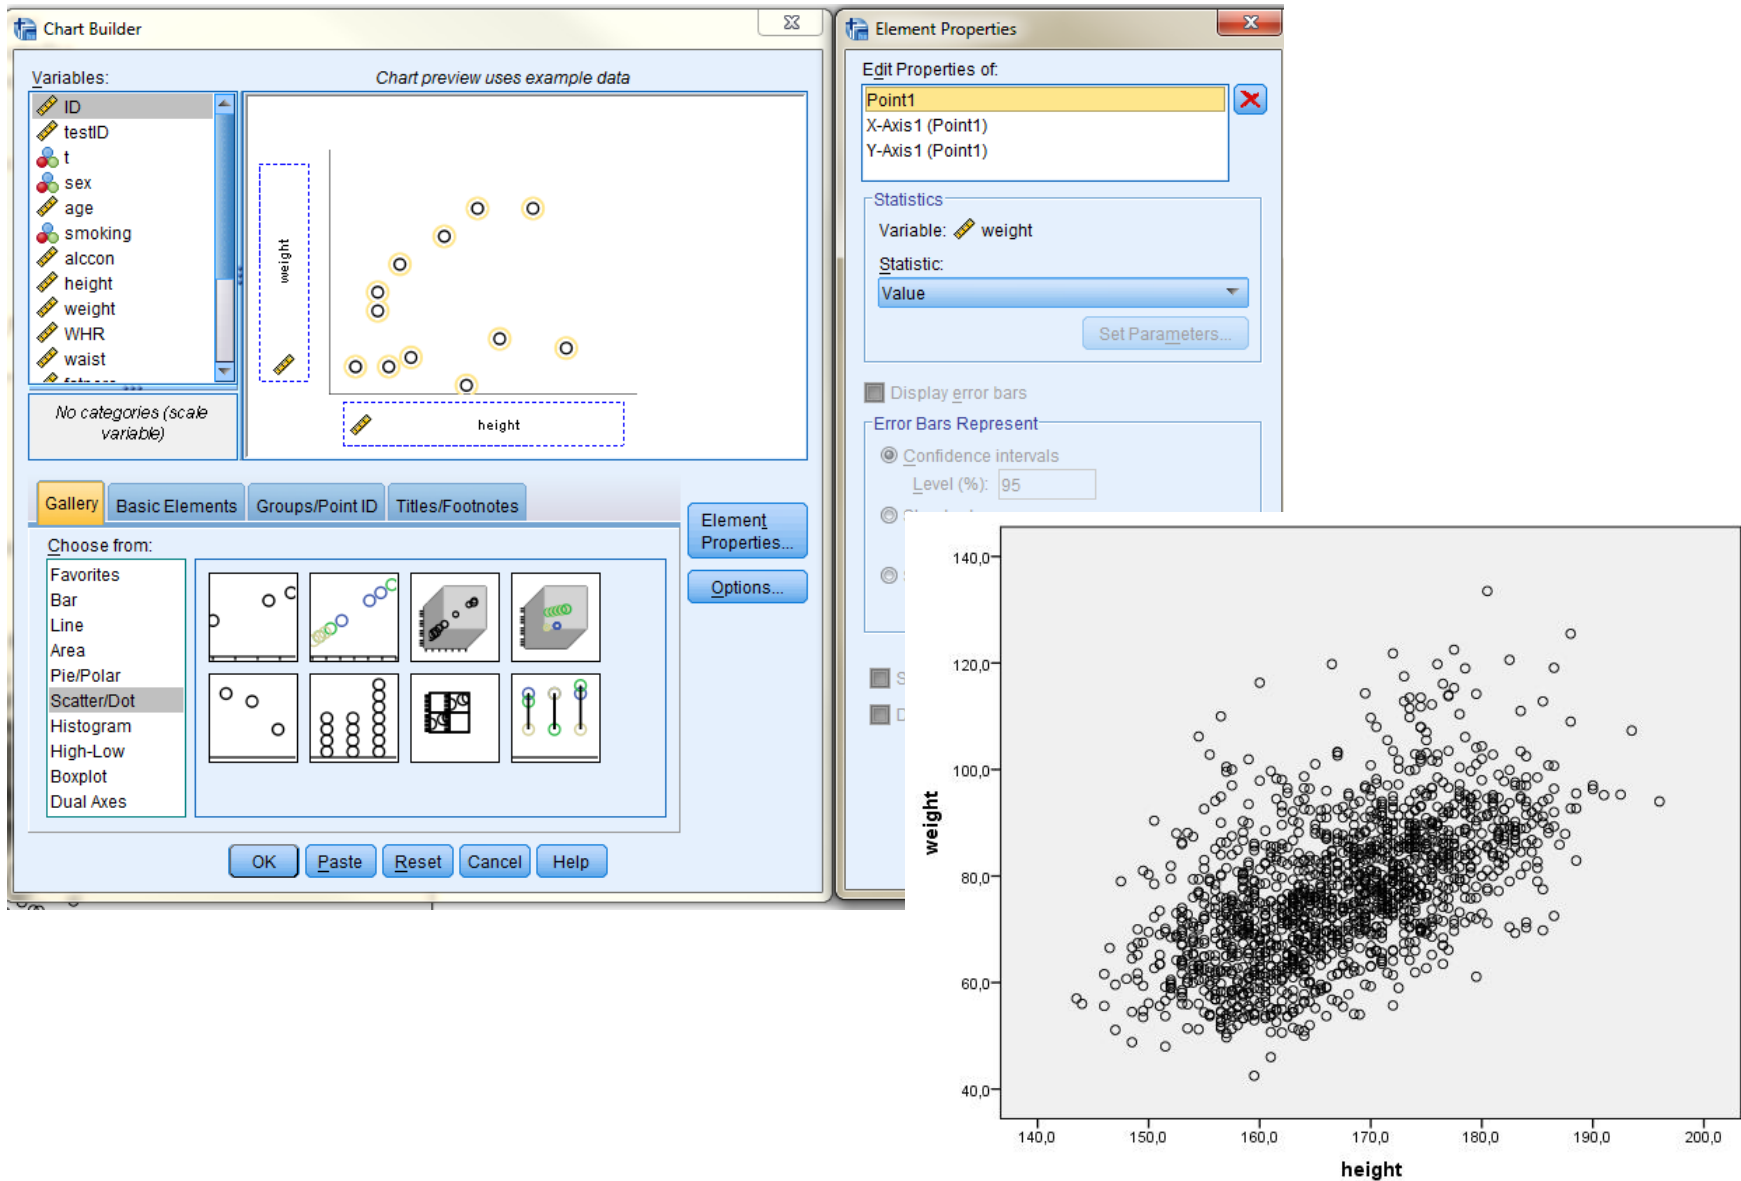 Chart Builder
Variables:
Chart preview uses example data
ID
testID
t
sex
age
smoking
alccon
height
weight
WHR
waist
No categories (scale
variable)
weight
height
Gallery
Basic Elements
Groups/Point ID
Titles/Footnotes
Choose from:
Favorites
Bar
Line
Area
Pie/Polar
Scatter/Dot
Histogram
High-Low
Boxplot
Dual Axes
Element
Properties...
Options...
OK
Paste
Reset
Cancel
Help
Element Properties
Edit Properties of:
Point1
X-Axis1 (Point1)
Y-Axis1 (Point1)
Statistics
Variable: weight
Statistic:
Value
Set Parameters...
Display error bars
Error Bars Represent
Confidence intervals
Level (%): 95
S
D
140,0
120,0
100,0
80,0
60,0
40,0
weight
140,0 150,0 160,0 170,0 180,0 190,0 200,0
height